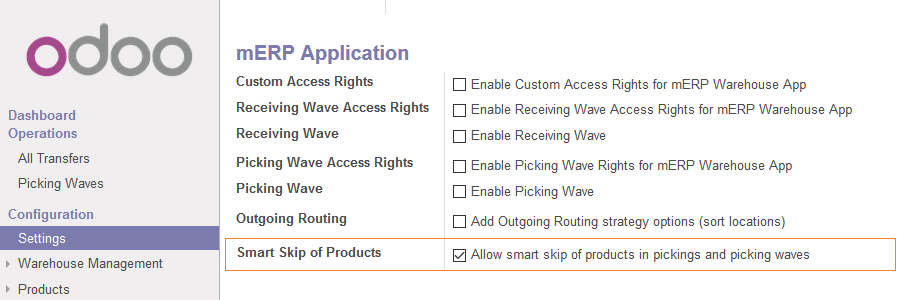 odoo
Dashboard
Operations
All Transfers
Picking Waves
Configuration
Settings
Warehouse Management
Products
mERP Application
Custom Access Rights Enable Custom Access Rights for mERP Warehouse App
Receiving Wave Access Rights Enable Receiving Wave Access Rights for mERP Warehouse App
Receiving Wave Enable Receiving Wave
Picking Wave Access Rights Enable Picking Wave Rights for mERP Warehouse App
Picking Wave Enable Picking Wave
Outgoing Routing Add Outgoing Routing strategy options (sort locations)
Smart Skip of Products Allow smart skip of products in pickings and picking waves